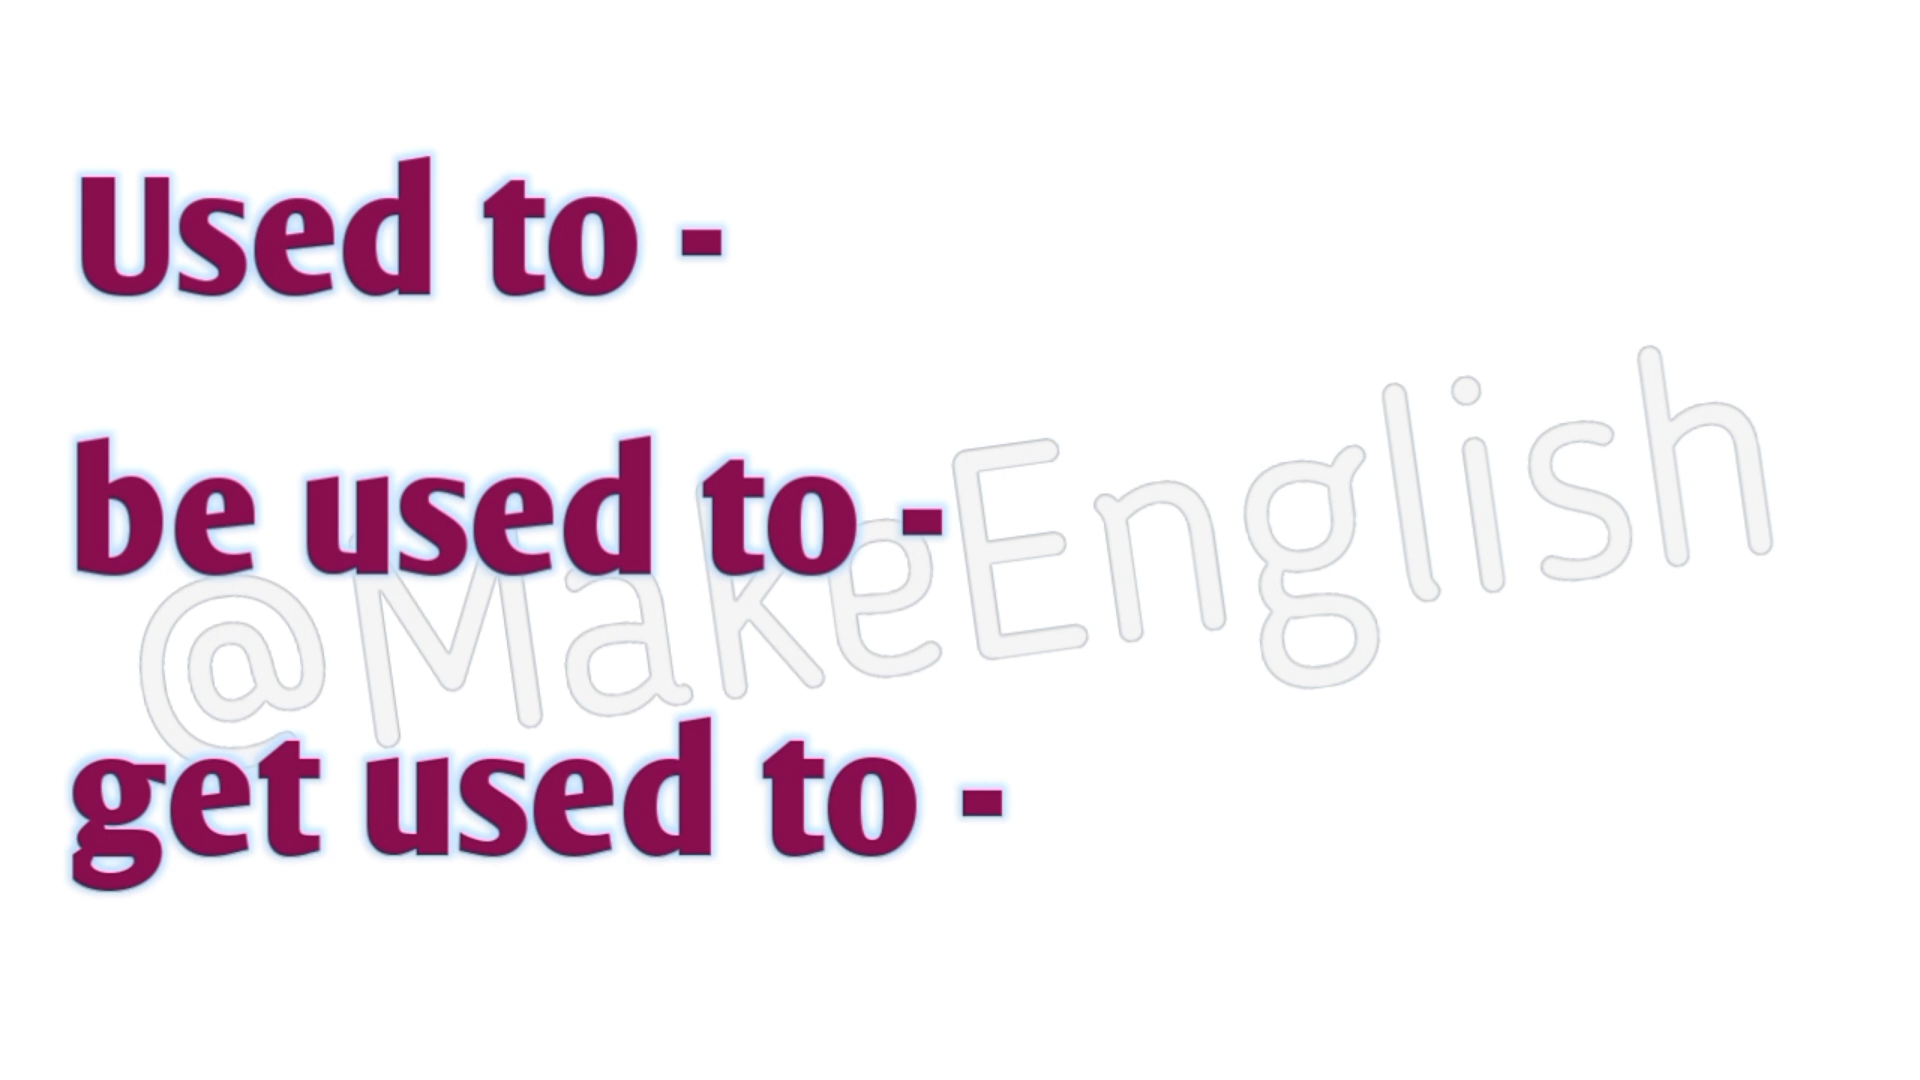 Used to -
be used to -
@MakeEnglish
get used to -